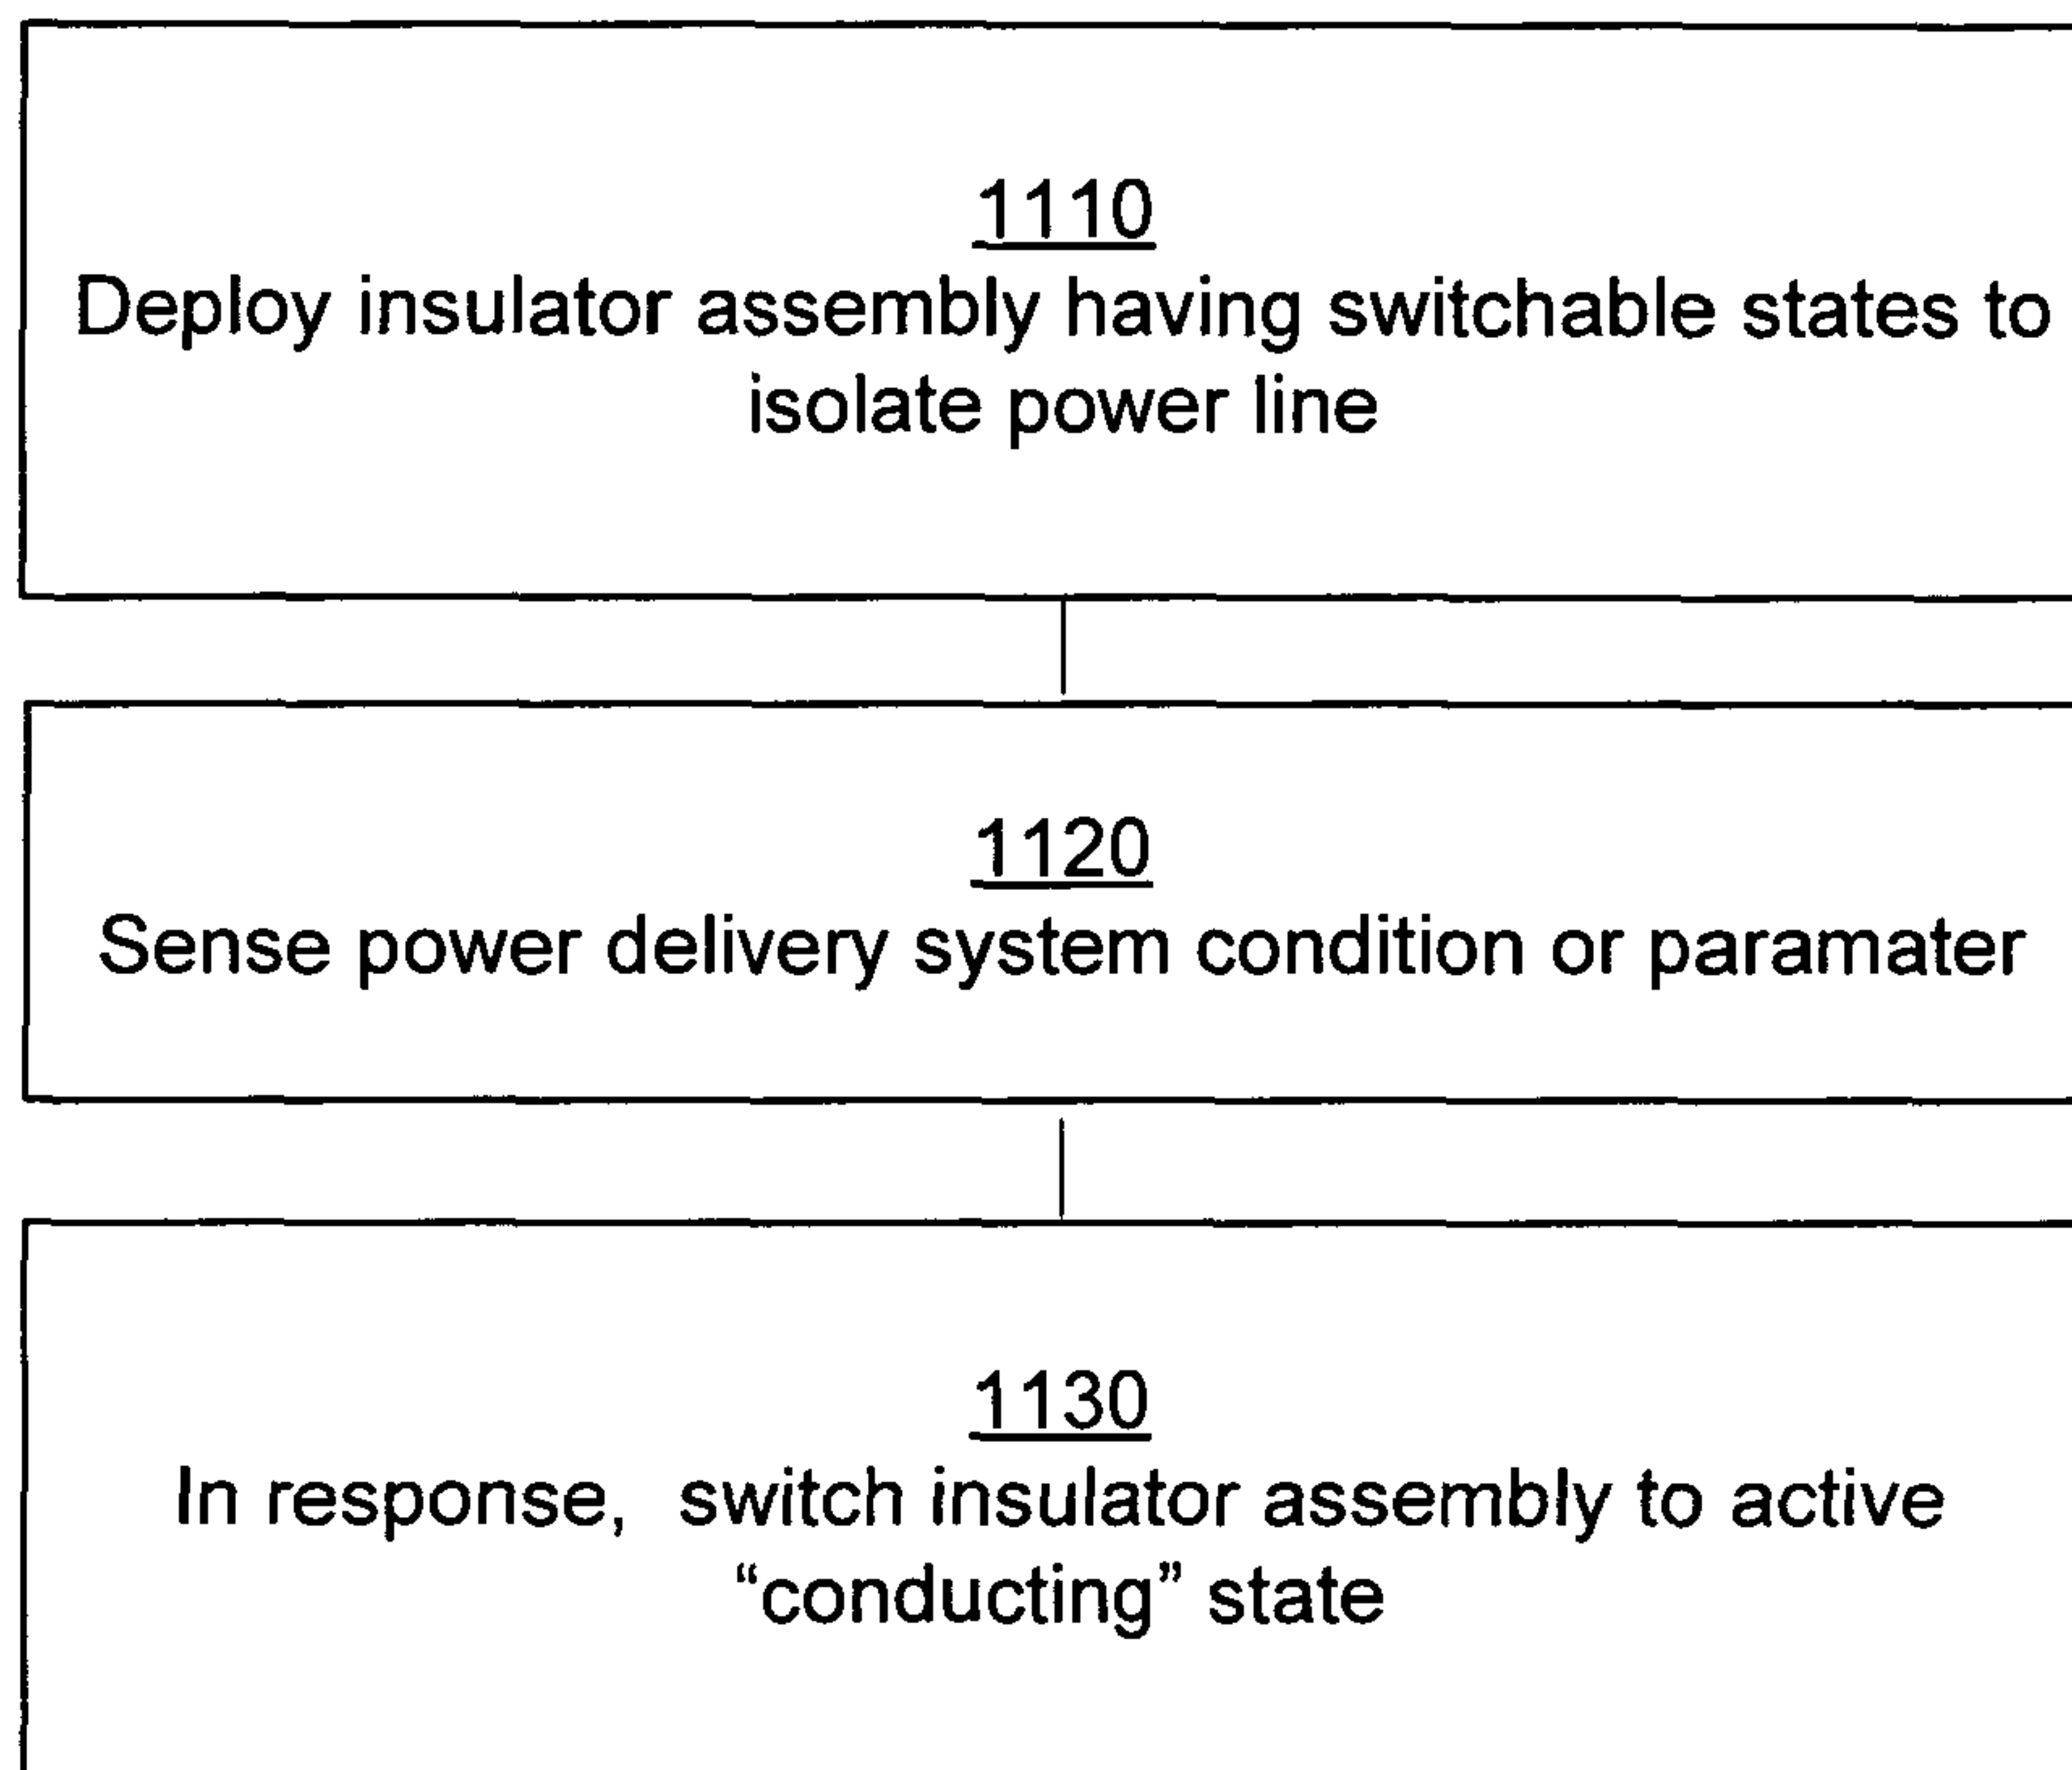 1110
Deploy insulator assembly having switchable states to
isolate power line
1120
Sense power delivery system condition or paramater
1130
In response, switch insulator assembly to active
“conducting” state